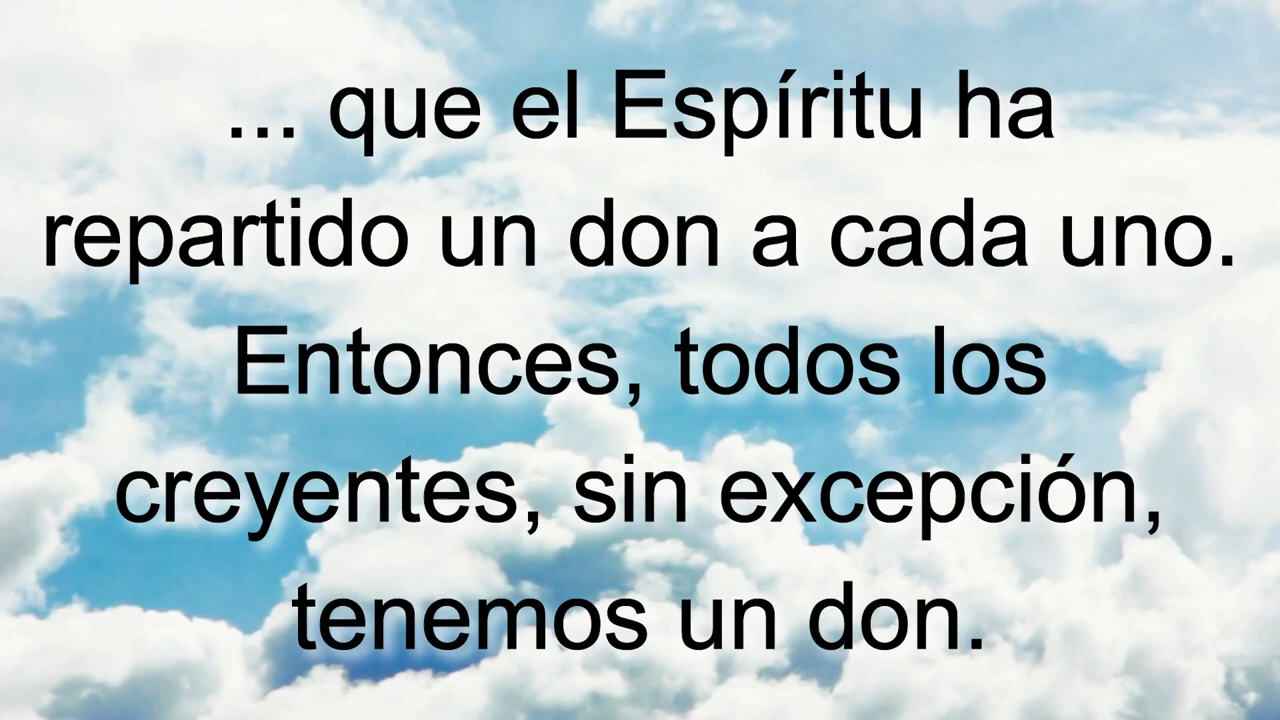 ... que el Espíritu ha
repartido un don a cada uno.
Entonces, todos los
creyentes, sin excepción,
tenemos un don.